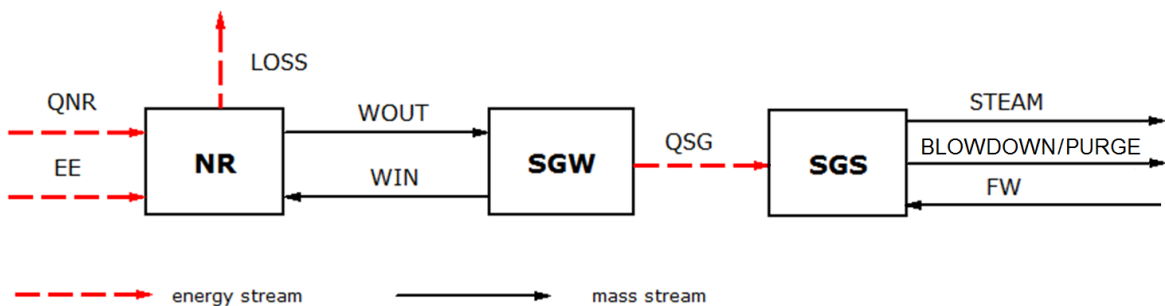 LOSS
QNR
WOUT
STEAM
BLOWDOWN/PURGE
NR
SGW
QSG
SGS
EE
WIN
FW
energy stream
mass stream